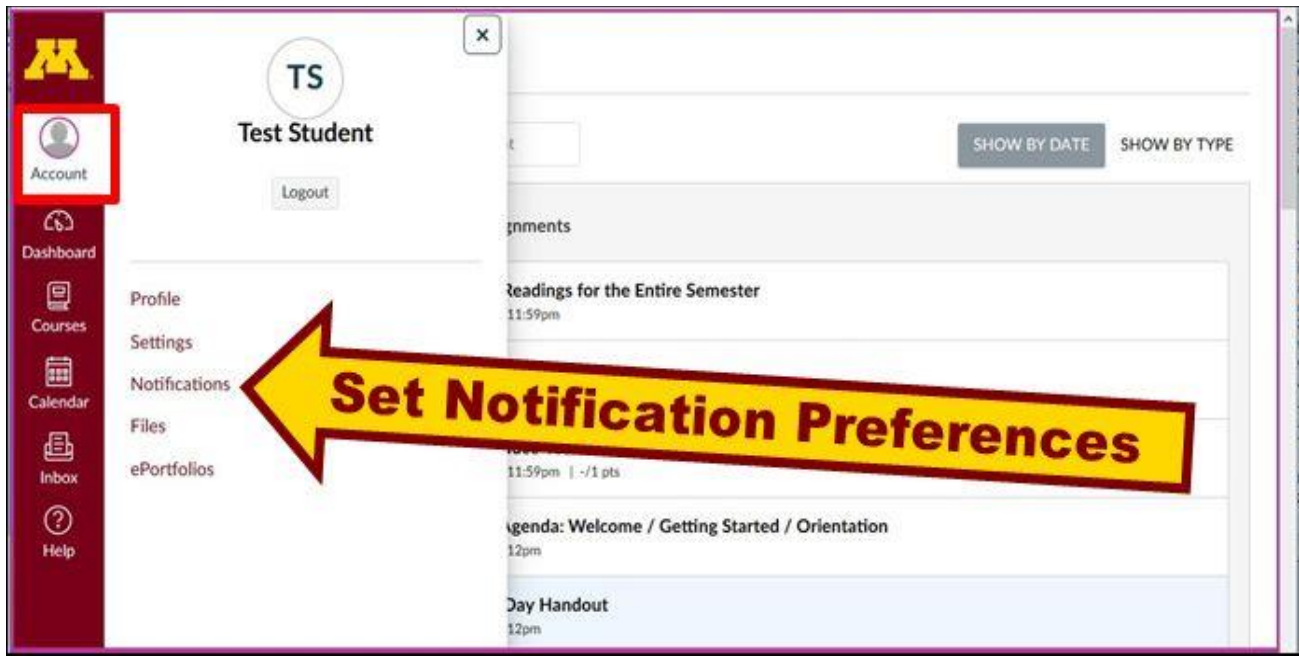 M
Account
Dashboard
Courses
Calendar
Inbox
Help
×
TS
Test Student
Logout
Profile
Settings
Notifications
Files
ePortfolios
SHOW BY DATE
SHOW BY TYPE
gnments
Readings for the Entire Semester
11:59pm
Set Notification Preferences
11:59pm | -/1 pts
Agenda: Welcome / Getting Started / Orientation
12pm
Day Handout
12pm